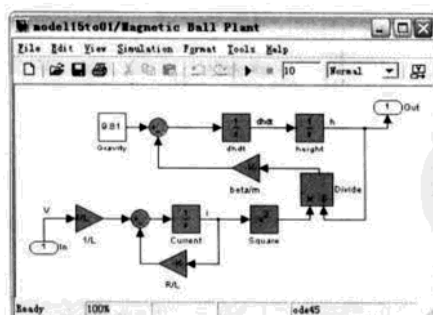 model15to01/Magnetic Ball Plant
File Edit View Simulation Format Tools Help
10 Normal
9.81
Gravity
dhdt
dhdt
height
h
1
Out
beta/m
Divide
V
1
In
1/L
Current
i
Square
R/L
Ready 100% ode45